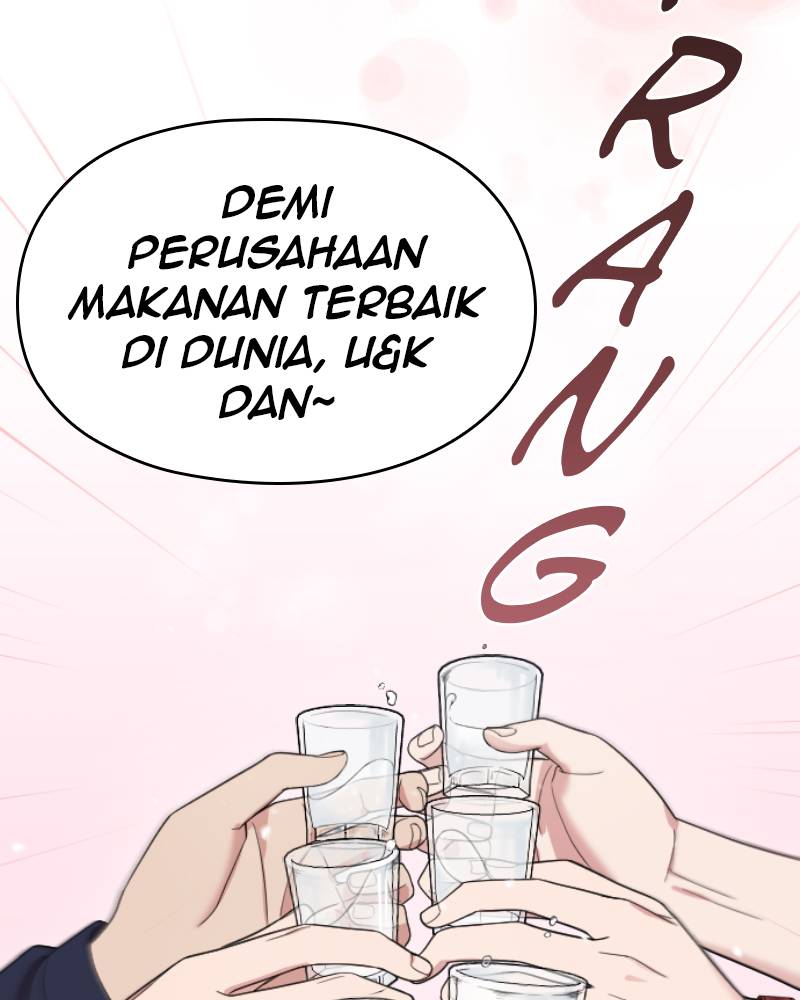 DEMI
PERUSAHAAN
MAKANAN TERBAIK
DI DUNIA, U&K
DAN~
RANG